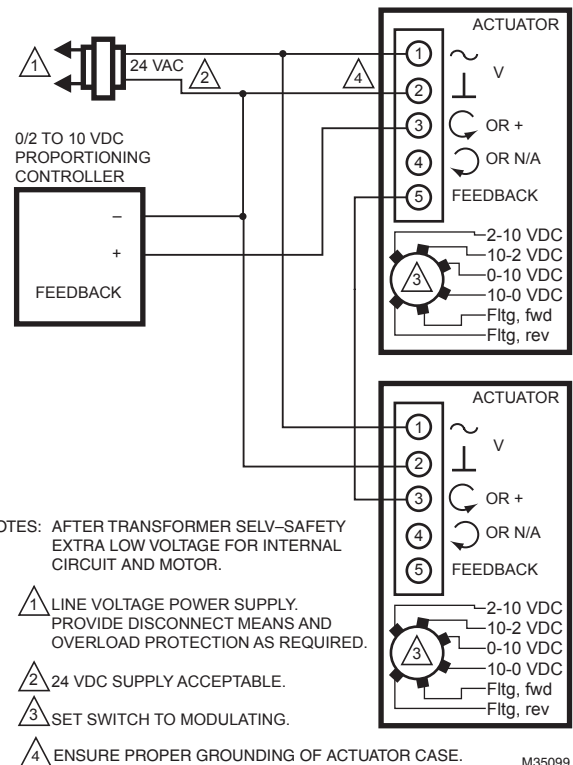 ACTUATOR
1
24 VAC
2
4
1
V
2
3
OR +
4
OR N/A
5
FEEDBACK
0/2 TO 10 VDC
PROPORTIONING
CONTROLLER
–
+
FEEDBACK
3
2-10 VDC
10-2 VDC
0-10 VDC
10-0 VDC
Fltg, fwd
Fltg, rev
ACTUATOR
1
V
2
3
OR +
4
OR N/A
5
FEEDBACK
3
2-10 VDC
10-2 VDC
0-10 VDC
10-0 VDC
Fltg, fwd
Fltg, rev
OTES: AFTER TRANSFORMER SELV–SAFETY
EXTRA LOW VOLTAGE FOR INTERNAL
CIRCUIT AND MOTOR.
1 LINE VOLTAGE POWER SUPPLY.
PROVIDE DISCONNECT MEANS AND
OVERLOAD PROTECTION AS REQUIRED.
2 24 VDC SUPPLY ACCEPTABLE.
3 SET SWITCH TO MODULATING.
4 ENSURE PROPER GROUNDING OF ACTUATOR CASE.
M35099